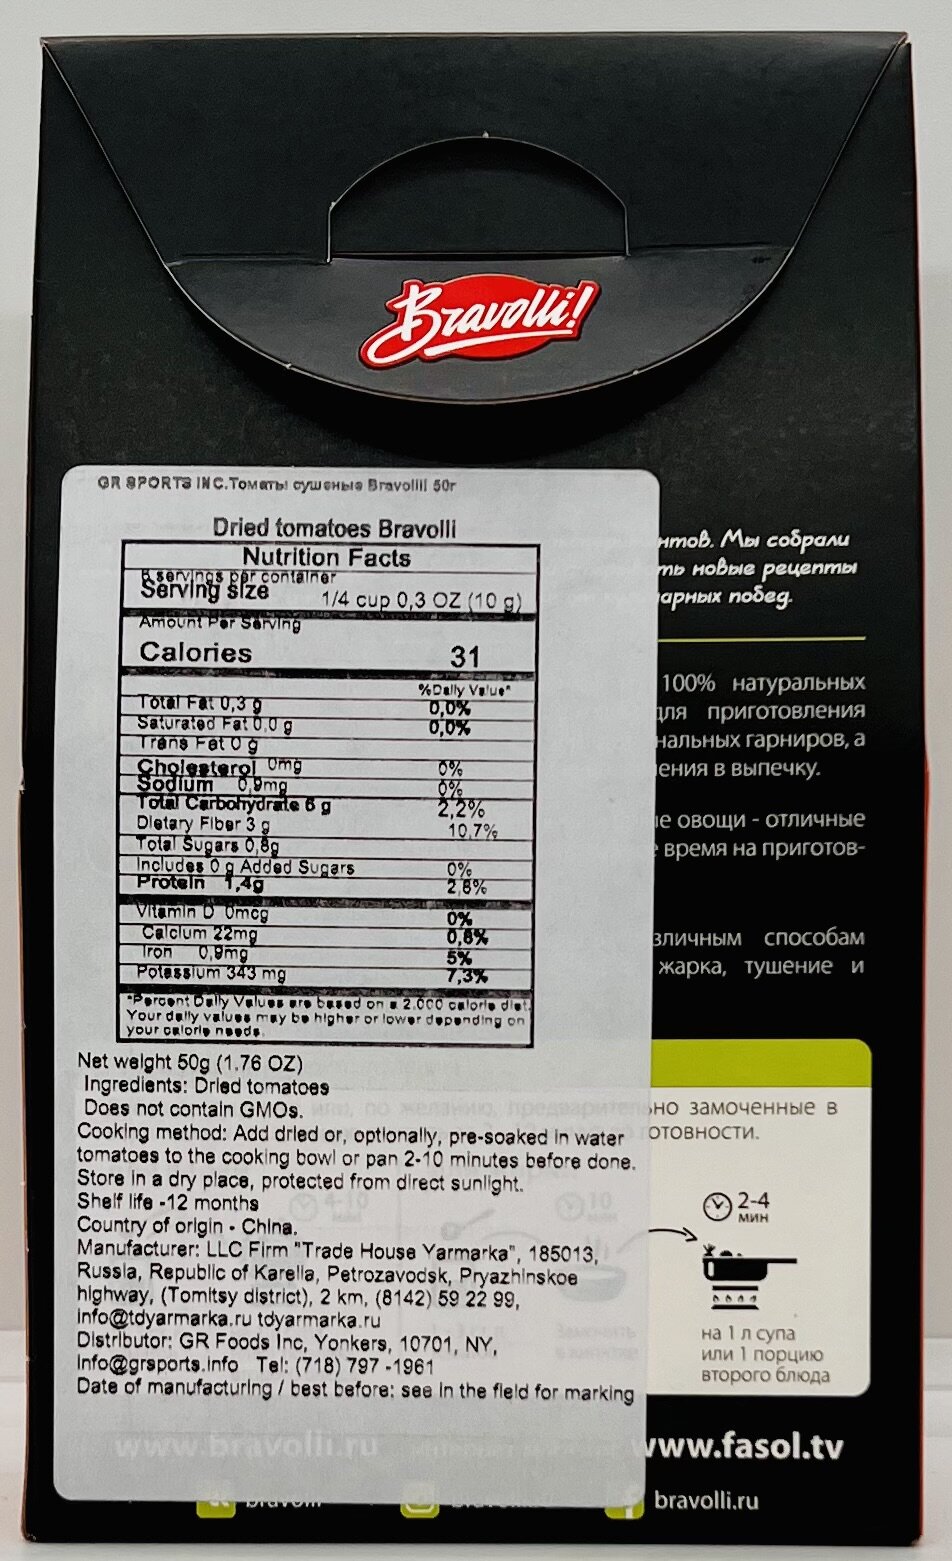 Bravolli!
GR SPORTS INC.Томаты сушеные Bravollli 50г
Dried tomatoes Bravolli
Nutrition Facts
servings per container
Serving size 1/4 cup 0,3 OZ (10 g)
Amount Per Serving
Calories 31
%Daily Value*
Total Fat 0,3 g 0,0%
Saturated Fat 0,0 g 0,0%
Trans Fat 0 g
Cholesterol 0mg 0%
Sodium 0,9mg 0%
Total Carbohydrate 6 g 2,2%
Dietary Fiber 3 g 10,7%
Total Sugars 0,8g
Includes 0 g Added Sugars 0%
Protein 1,4g 2,8%
Vitamin D 0mcg 0%
Calcium 22mg
Iron 0,9mg 5%
Potassium 343 mg 7,3%
*Percent Daily Values are based on a 2,000 calorie diet.
Your daily values may be higher or lower depending on
your calorie needs.
Net weight 50g (1.76 OZ)
Ingredients: Dried tomatoes
Does not contain GMOs.
Cooking method: Add dried or, optionally, pre-soaked in water
tomatoes to the cooking bowl or pan 2-10 minutes before done.
Store in a dry place, protected from direct sunlight.
Shelf life -12 months
Country of origin - China.
Manufacturer: LLC Firm "Trade House Yarmarka", 185013,
Russia, Republic of Karelia, Petrozavodsk, Pryazhinskoe
highway, (Tomitsy district), 2 km, (8142) 59 22 99,
info@tdyarmarka.ru tdyarmarka.ru
Distributor: GR Foods Inc, Yonkers, 10701, NY,
Info@grsports.info Tel: (718) 797 -1961
Date of manufacturing / best before: see in the field for marking
нтов. Мы собрали
ть новые рецепты
арных побед.
100% натуральных
для приготовления
нальных гарниров, а
ения в выпечку.
ые овощи - отличные
время на приготов-
зличным способам
жарка, тушение и
ьно замоченные в
отовности.
2-4
мин
на 1 л супа
или 1 порцию
второго блюда
www.bravolli.ru
www.fasol.tv
bravolli.ru